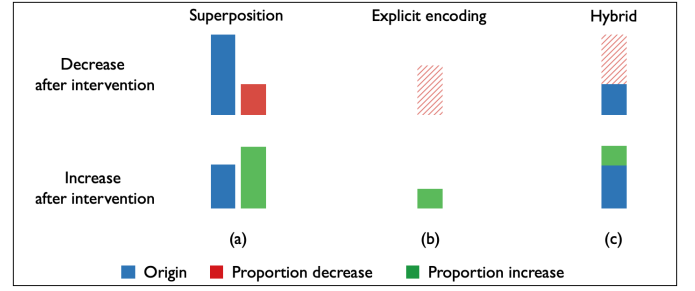 Superposition Explicit encoding Hybrid
Decrease
after intervention
Increase
after intervention
(a) (b) (c)
Origin Proportion decrease Proportion increase